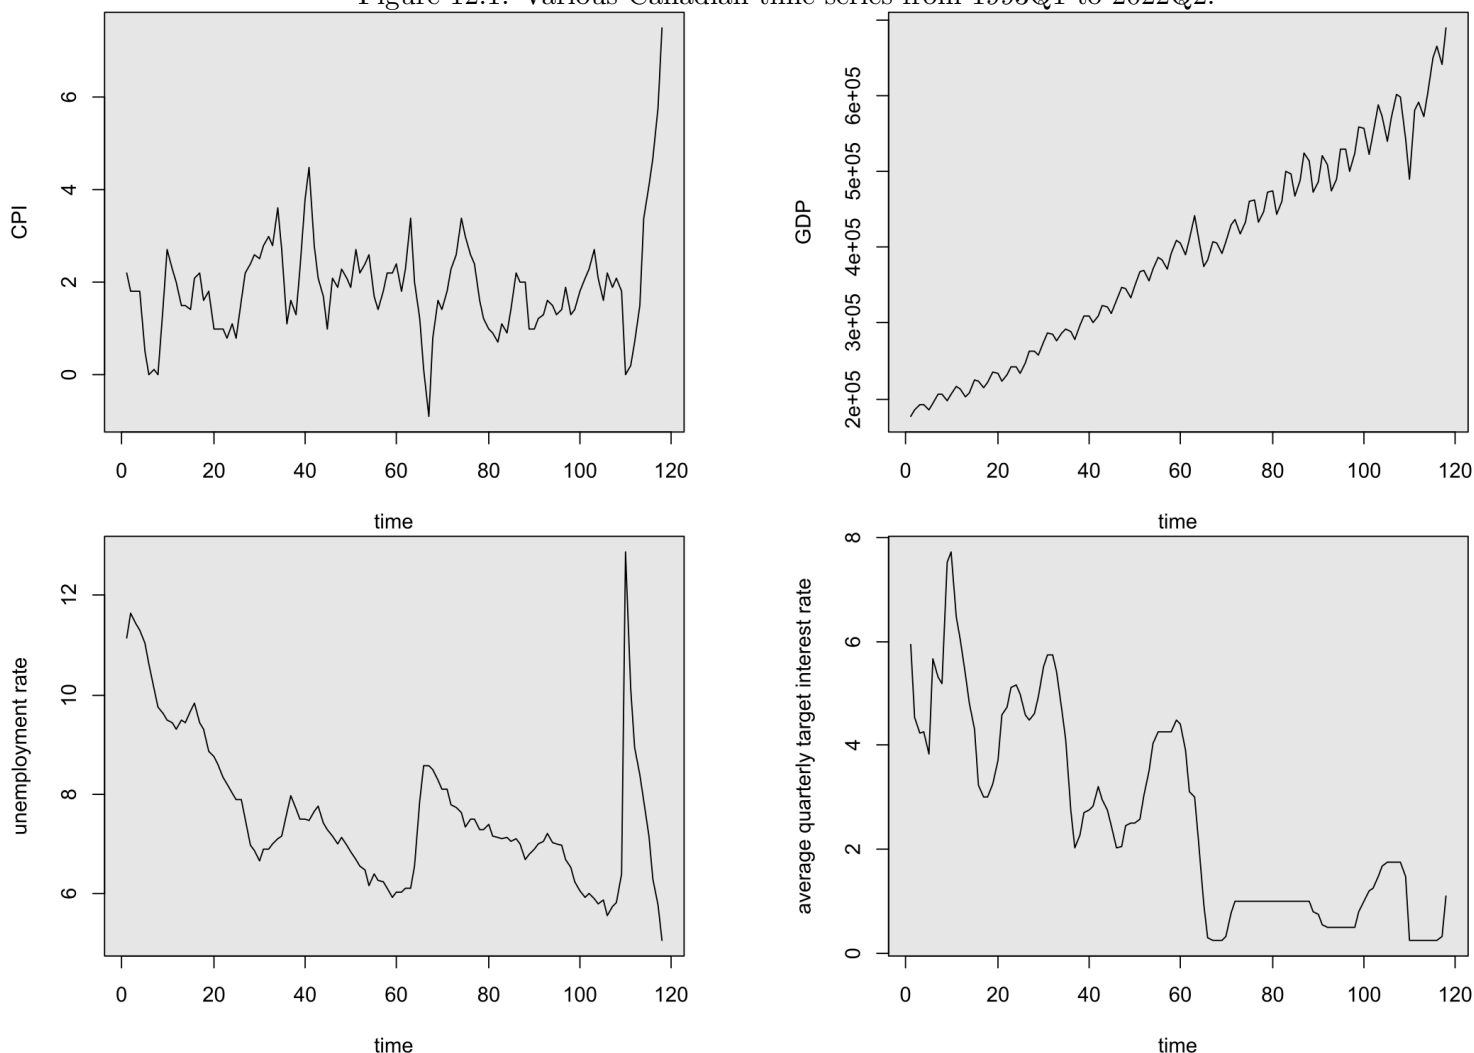 Figure 12.1: Various Canadian time series from 1993Q1 to 2022Q2.
CPI
6
4
2
0
0 20 40 60 80 100 120
time
GDP
6e+05
5e+05
4e+05
3e+05
2e+05
0 20 40 60 80 100 120
time
unemployment rate
12
10
8
6
0 20 40 60 80 100 120
time
average quarterly target interest rate
8
6
4
2
0
0 20 40 60 80 100 120
time